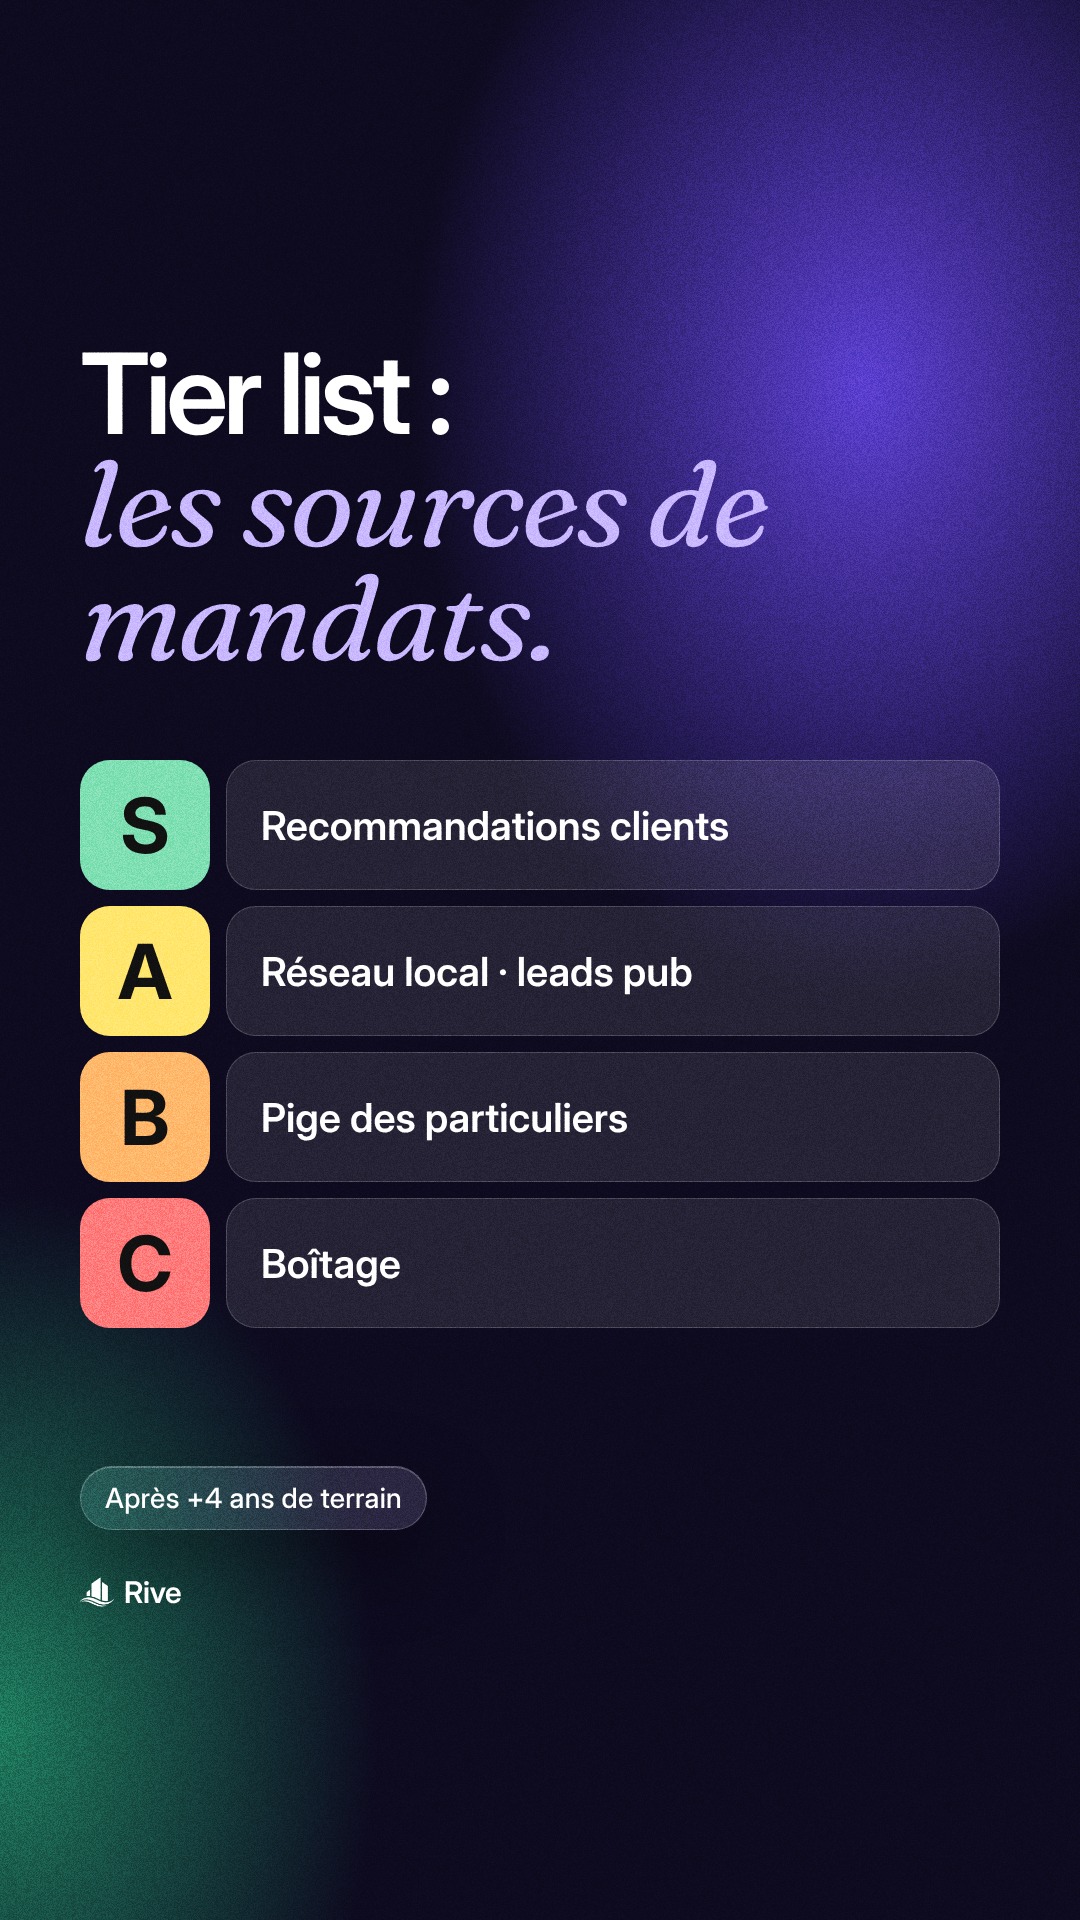 Tier list :
les sources de
mandats.
S
Recommandations clients
A
Réseau local · leads pub
B
Pige des particuliers
C
Boîtage
Après +4 ans de terrain
Rive